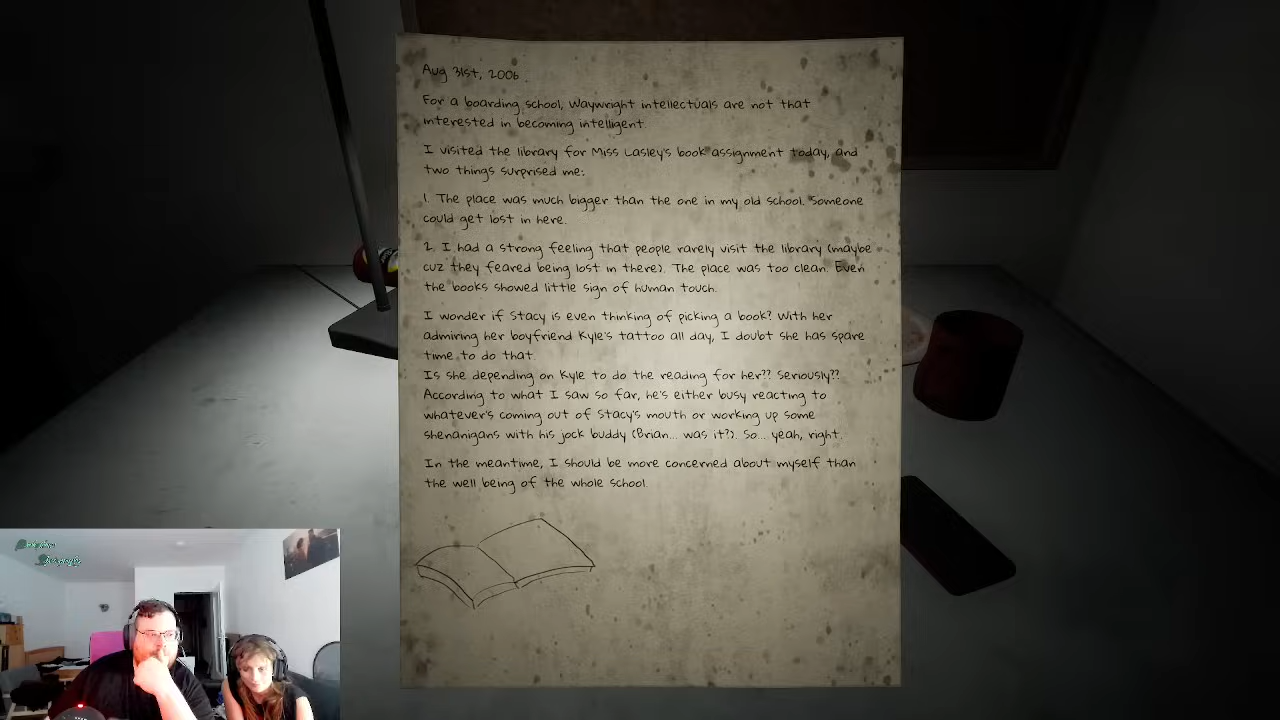 Aug 31st, 2006
For a boarding school, Waywright intellectuals are not that
interested in becoming intelligent.
I visited the library for Miss Lasley's book assignment today, and
two things surprised me:
1. The place was much bigger than the one in my old school. Someone
could get lost in here.
2. I had a strong feeling that people rarely visit the library (maybe
cuz they feared being lost in there). The place was too clean. Even
the books showed little sign of human touch.
I wonder if Stacy is even thinking of picking a book? With her
admiring her boyfriend Kyle's tattoo all day, I doubt she has spare
time to do that.
Is she depending on Kyle to do the reading for her?? Seriously??
According to what I saw so far, he's either busy reacting to
whatever's coming out of Stacy's mouth or working up some
shenanigans with his jock buddy (Brian... was it?). So... yeah, right.
In the meantime, I should be more concerned about myself than
the well being of the whole school.